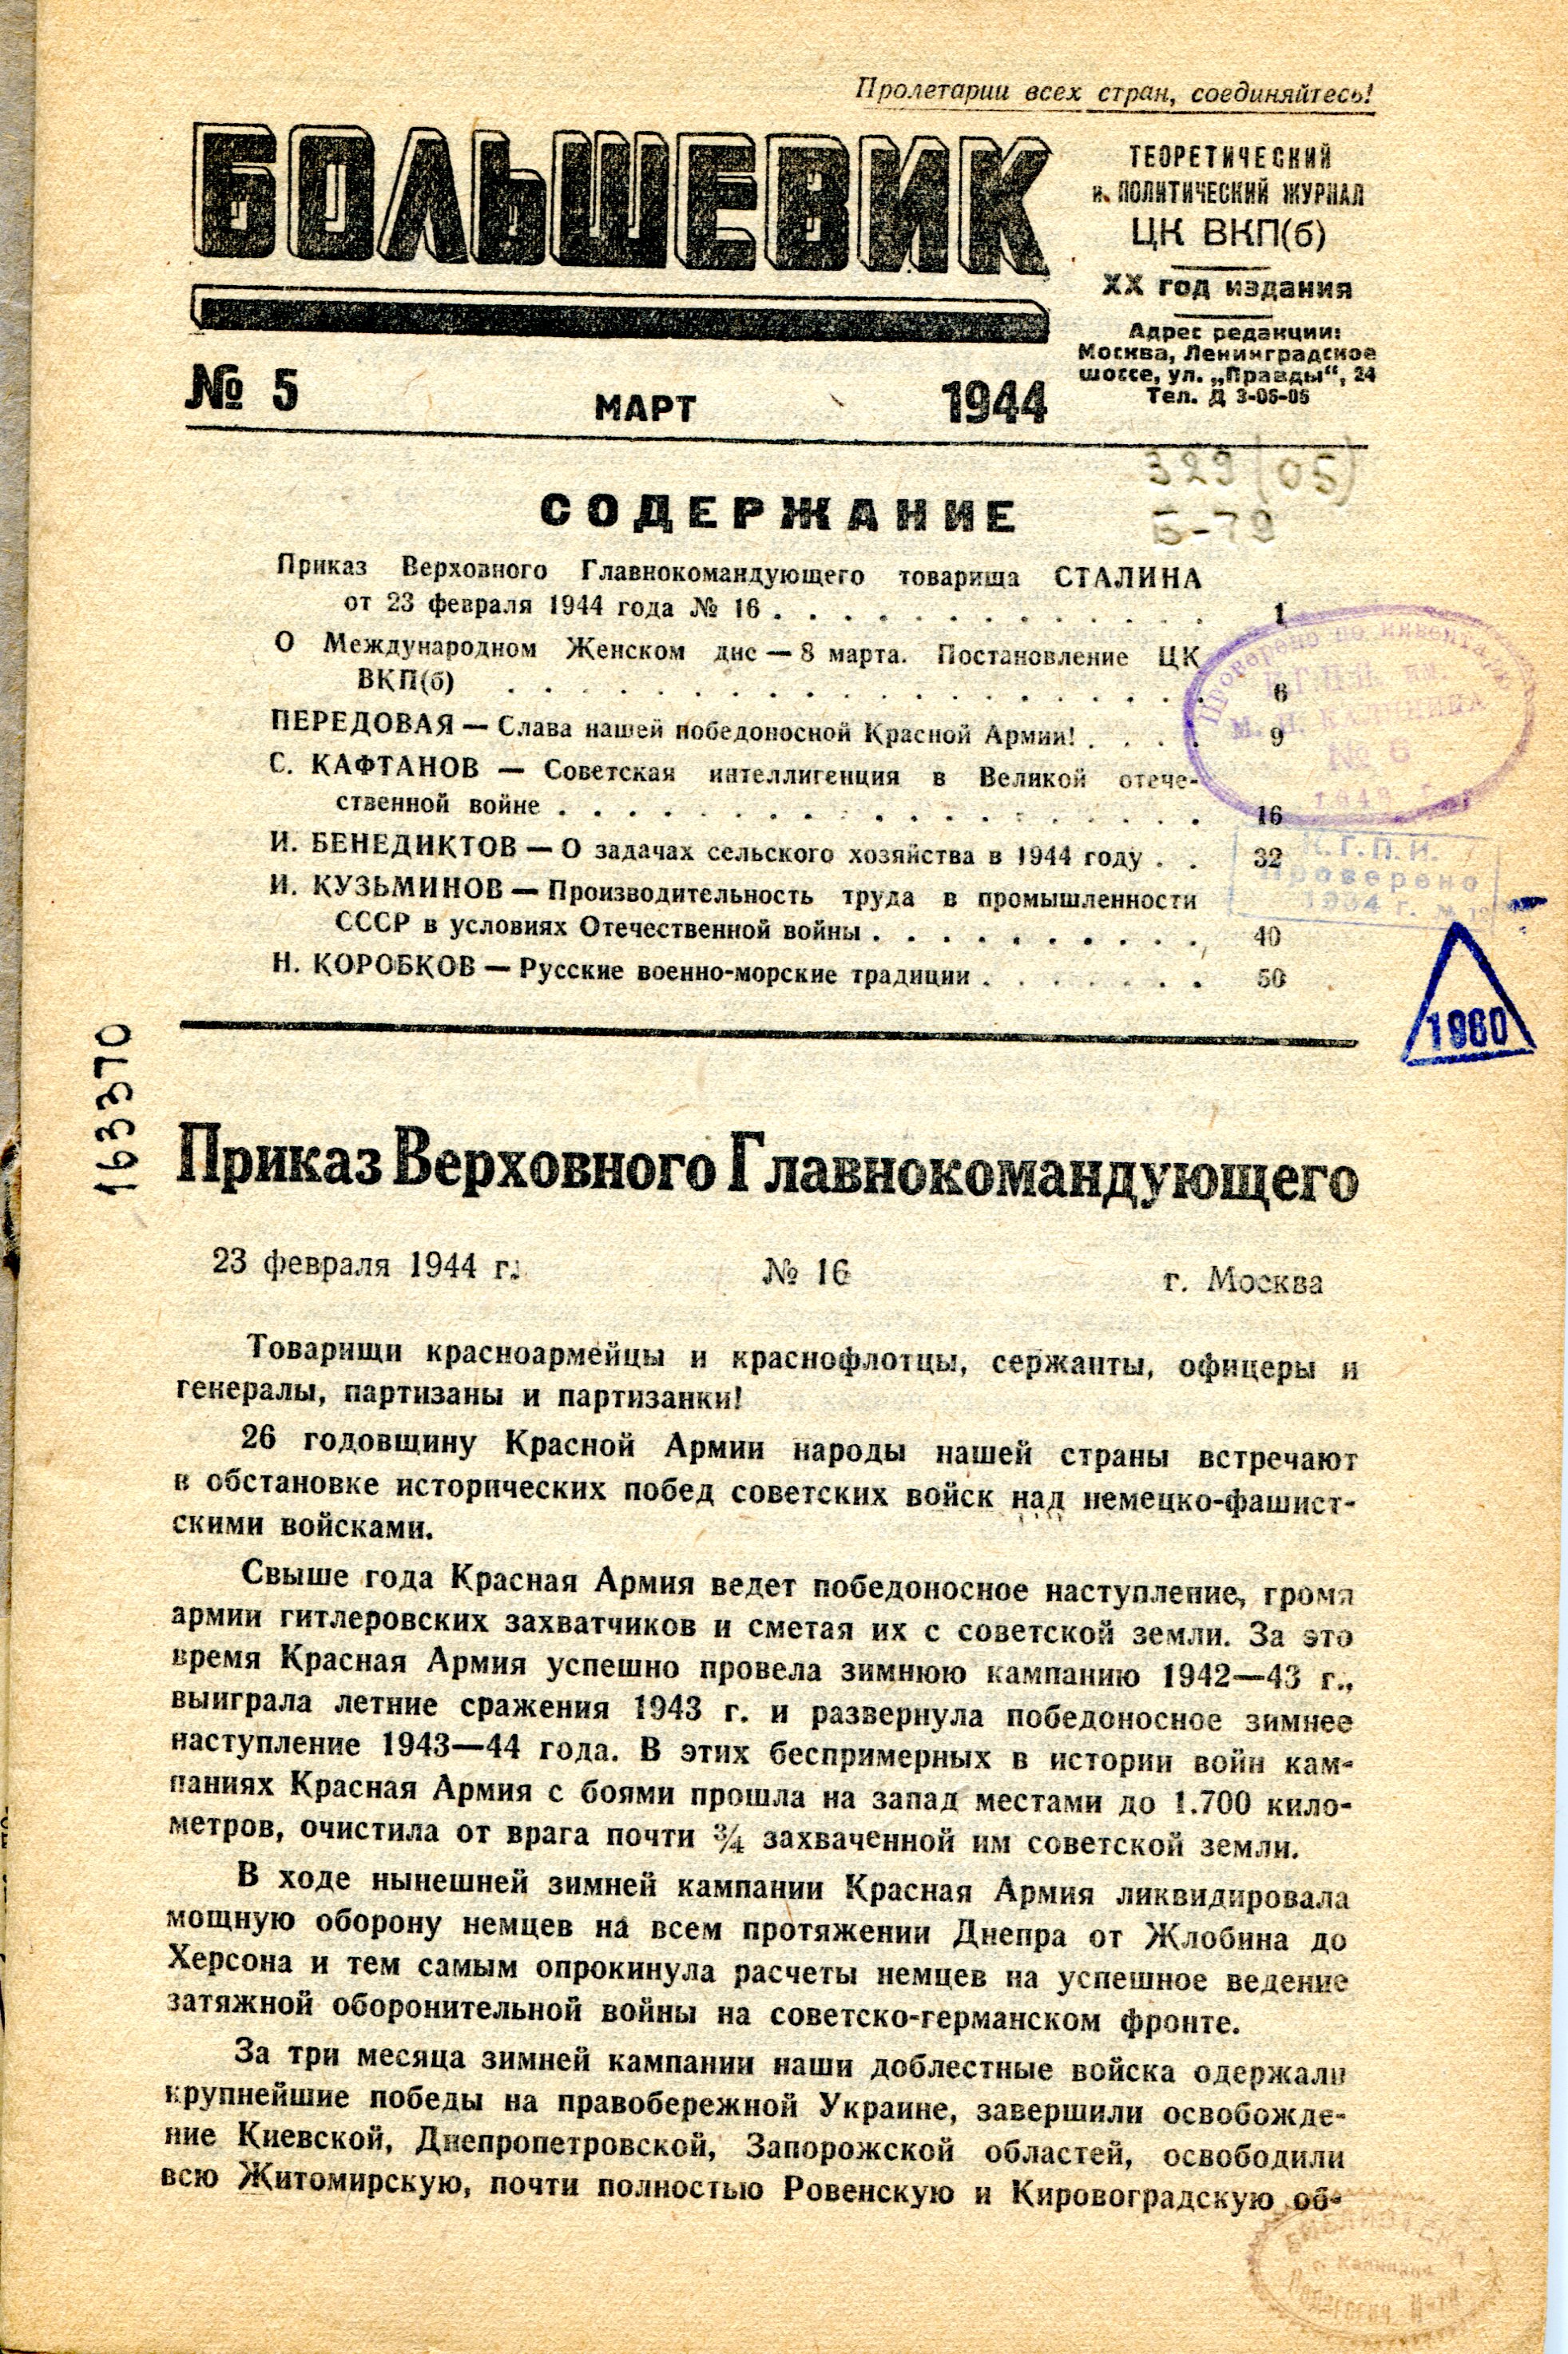 Пролетарии всех стран, соединяйтесь!
БОЛЬШЕВИК
ТЕОРЕТИЧЕСКИЙ
и ПОЛИТИЧЕСКИЙ ЖУРНАЛ
ЦК ВКП(б)
XX год издания
Адрес редакции:
Москва, Ленинградское
шоссе, ул. „Правды“, 24
Тел. Д 3-05-05
№ 5 МАРТ 1944
329(05)
Б-79
СОДЕРЖАНИЕ
Приказ Верховного Главнокомандующего товарища СТАЛИНА
от 23 февраля 1944 года № 16 . . . . . . . . . . . . . 1
О Международном Женском дне — 8 марта. Постановление ЦК
ВКП(б) . . . . . . . . . . . . . . . . . . . 6
ПЕРЕДОВАЯ — Слава нашей победоносной Красной Армии! . . . . 9
С. КАФТАНОВ — Советская интеллигенция в Великой отече-
ственной войне . . . . . . . . . . . . . . . . . 16
И. БЕНЕДИКТОВ — О задачах сельского хозяйства в 1944 году . . 32
И. КУЗЬМИНОВ — Производительность труда в промышленности
СССР в условиях Отечественной войны . . . . . . . . . . 40
Н. КОРОБКОВ — Русские военно-морские традиции . . . . . . . 50
Проверено по инвентарю
К.Г.П.И. им.
М. И. КАЛИНИНА
№ 6
К.Г.П.И.
Проверено
1954 г.
1980
163370
Приказ Верховного Главнокомандующего
23 февраля 1944 г. № 16 г. Москва
Товарищи красноармейцы и краснофлотцы, сержанты, офицеры и
генералы, партизаны и партизанки!
26 годовщину Красной Армии народы нашей страны встречают
в обстановке исторических побед советских войск над немецко-фашист-
скими войсками.
Свыше года Красная Армия ведет победоносное наступление, громя
армии гитлеровских захватчиков и сметая их с советской земли. За это
время Красная Армия успешно провела зимнюю кампанию 1942—43 г.,
выиграла летние сражения 1943 г. и развернула победоносное зимнее
наступление 1943—44 года. В этих беспримерных в истории войн кам-
паниях Красная Армия с боями прошла на запад местами до 1.700 кило-
метров, очистила от врага почти ¾ захваченной им советской земли.
В ходе нынешней зимней кампании Красная Армия ликвидировала
мощную оборону немцев на всем протяжении Днепра от Жлобина до
Херсона и тем самым опрокинула расчеты немцев на успешное ведение
затяжной оборонительной войны на советско-германском фронте.
За три месяца зимней кампании наши доблестные войска одержали
крупнейшие победы на правобережной Украине, завершили освобожде-
ние Киевской, Днепропетровской, Запорожской областей, освободили
всю Житомирскую, почти полностью Ровенскую и Кировоградскую об-